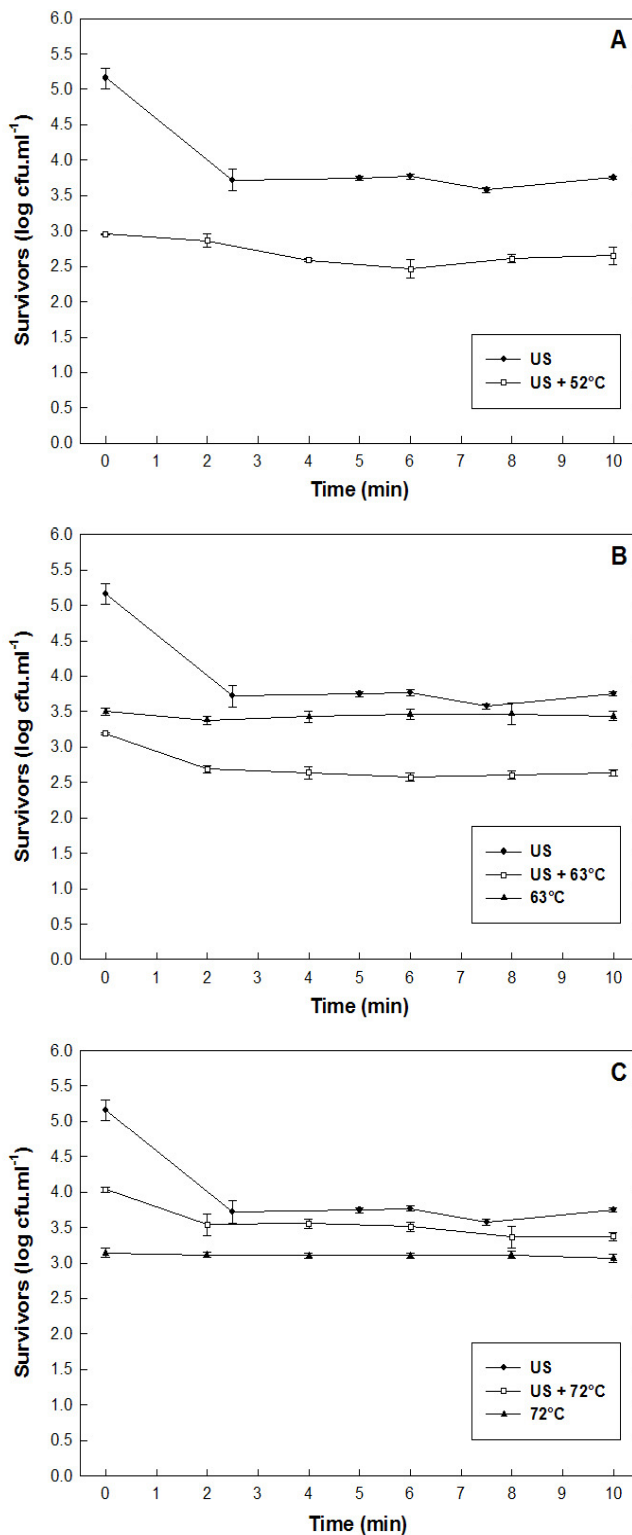 A
Survivors (log cfu.ml-1)
6.0
5.5
5.0
4.5
4.0
3.5
3.0
2.5
2.0
1.5
1.0
0.5
0.0
US
US + 52°C
0 1 2 3 4 5 6 7 8 9 10
Time (min)
B
Survivors (log cfu.ml-1)
6.0
5.5
5.0
4.5
4.0
3.5
3.0
2.5
2.0
1.5
1.0
0.5
0.0
US
US + 63°C
63°C
0 1 2 3 4 5 6 7 8 9 10
Time (min)
C
Survivors (log cfu.ml-1)
6.0
5.5
5.0
4.5
4.0
3.5
3.0
2.5
2.0
1.5
1.0
0.5
0.0
US
US + 72°C
72°C
0 1 2 3 4 5 6 7 8 9 10
Time (min)